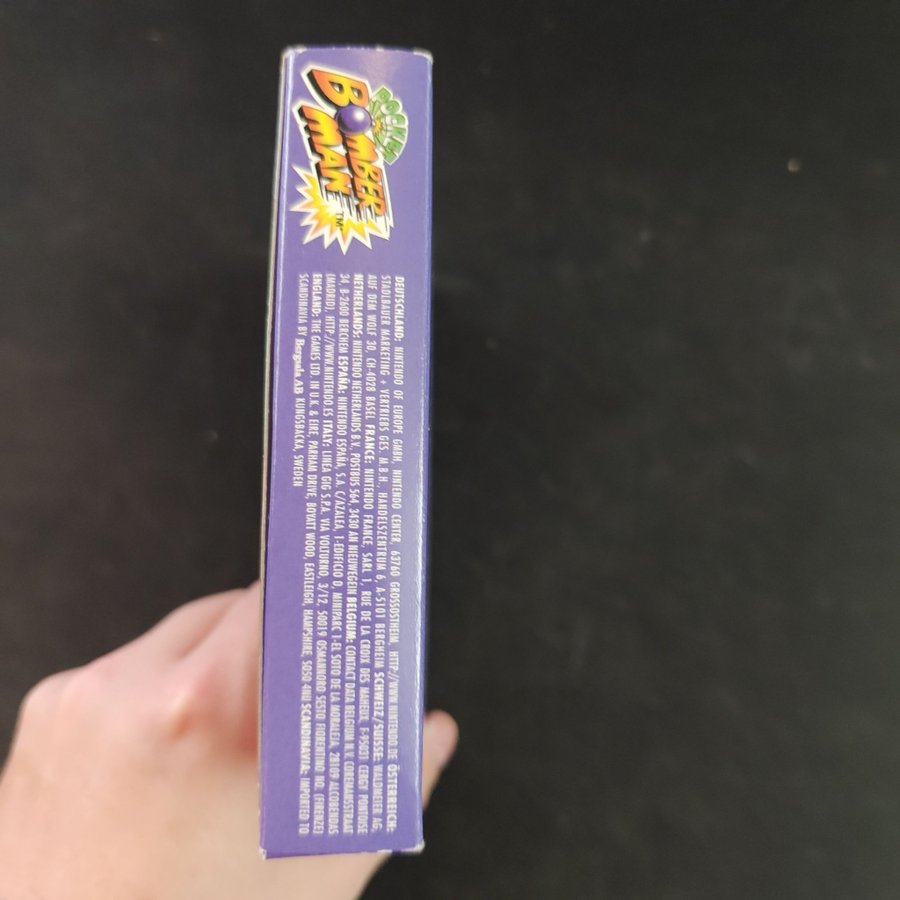 POCKET
BOMBER
MAN™
DEUTSCHLAND: NINTENDO OF EUROPE GMBH, NINTENDO CENTER, 63760 GROSSOSTHEIM, HTTP://WWW.NINTENDO.DE ÖSTERREICH:
STADLBAUER MARKETING + VERTRIEBS GES. M.B.H., HANDELSZENTRUM 6, A-5101 BERGHEIM SCHWEIZ/SUISSE: WALDMEIER AG,
AUF DEM WOLF 30, CH-4028 BASEL FRANCE: NINTENDO FRANCE, SARL 1, RUE DE LA CROIX DES MAHEUX, F-95031 CERGY PONTOISE
NETHERLANDS: NINTENDO NETHERLANDS B.V., POSTBUS 564, 3430 AN NIEUWEGEIN BELGIUM: CONTACT DATA BELGIUM N.V. COREMANSSTRAAT
34, B-2600 BERCHEM ESPAÑA: NINTENDO ESPAÑA, S.A. C/AZALEA, 1-EDIFICIO D, MINIPARC 1-EL SOTO DE LA MORALEJA, 28109 ALCOBENDAS
(MADRID), HTTP://WWW.NINTENDO.ES ITALY: LINEA GIG S.P.A. VIA VOLTURNO, 3/12, 50019 OSMANNORO SESTO FIORENTINO NO. (FIRENZE)
ENGLAND: THE GAMES LTD. IN U.K. & EIRE, PARHAM DRIVE, BOYATT WOOD, EASTLEIGH, HAMPSHIRE, SO50 4NU SCANDINAVIA: IMPORTED TO
SCANDINAVIA BY Bergsala AB KUNGSBACKA, SWEDEN